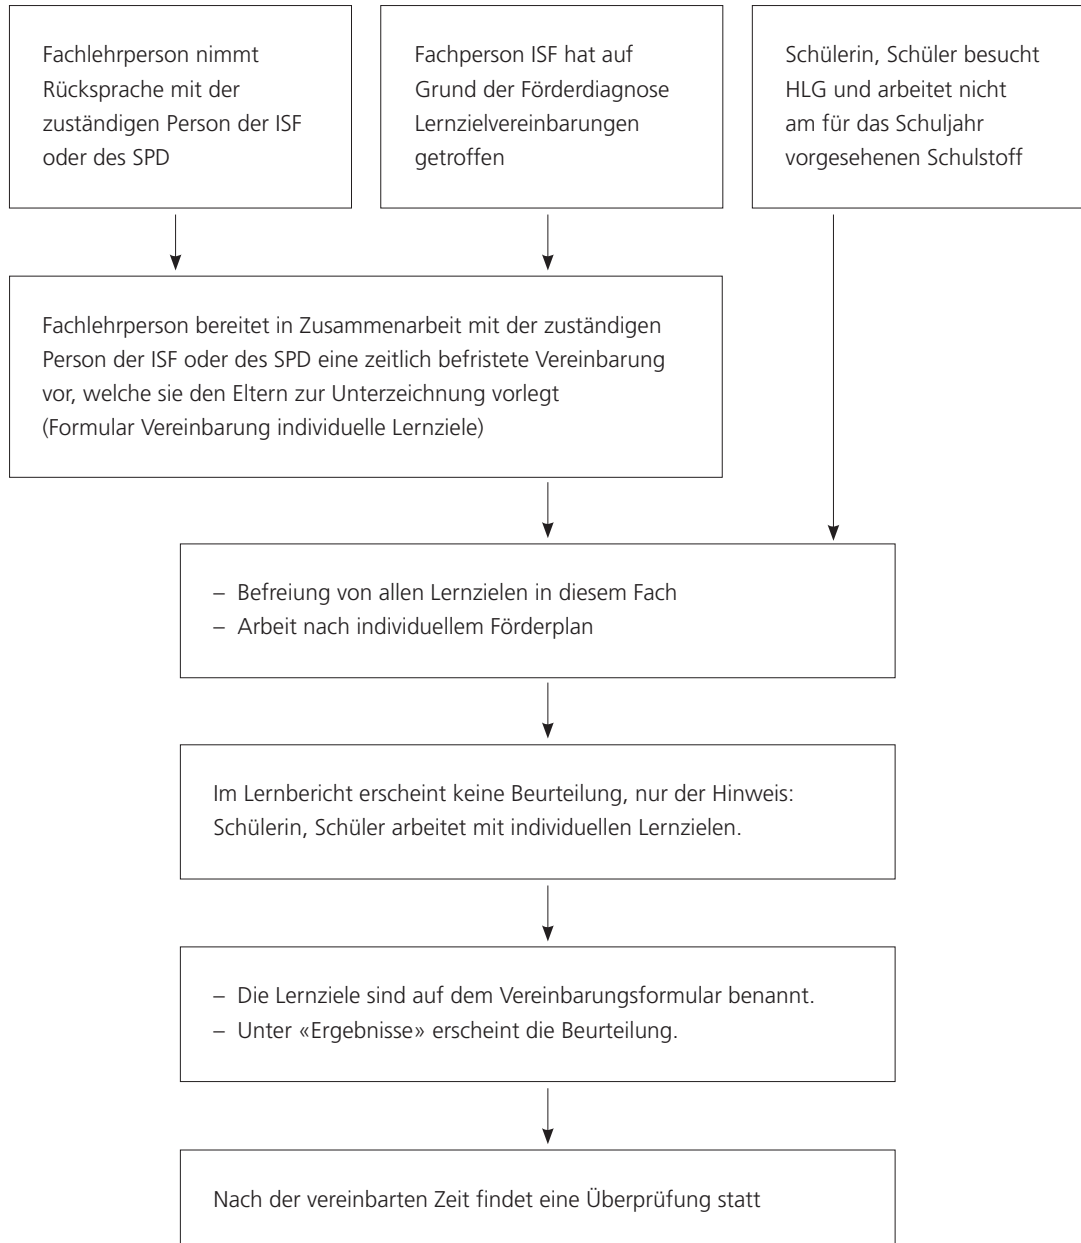 Fachlehrperson nimmt
Rücksprache mit der
zuständigen Person der ISF
oder des SPD
Fachperson ISF hat auf
Grund der Förderdiagnose
Lernzielvereinbarungen
getroffen
Schülerin, Schüler besucht
HLG und arbeitet nicht
am für das Schuljahr
vorgesehenen Schulstoff
Fachlehrperson bereitet in Zusammenarbeit mit der zuständigen
Person der ISF oder des SPD eine zeitlich befristete Vereinbarung
vor, welche sie den Eltern zur Unterzeichnung vorlegt
(Formular Vereinbarung individuelle Lernziele)
– Befreiung von allen Lernzielen in diesem Fach
– Arbeit nach individuellem Förderplan
Im Lernbericht erscheint keine Beurteilung, nur der Hinweis:
Schülerin, Schüler arbeitet mit individuellen Lernzielen.
– Die Lernziele sind auf dem Vereinbarungsformular benannt.
– Unter «Ergebnisse» erscheint die Beurteilung.
Nach der vereinbarten Zeit findet eine Überprüfung statt